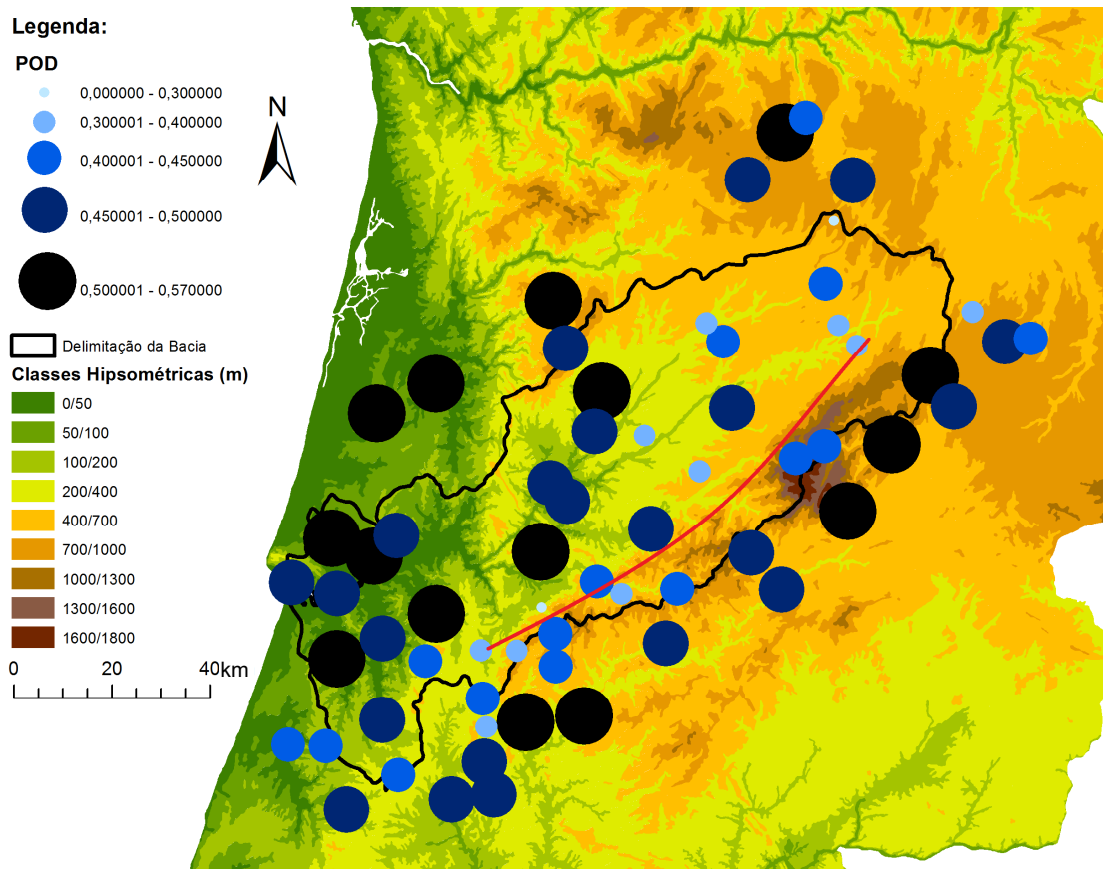 Legenda:
POD
0,000000 - 0,300000
0,300001 - 0,400000
0,400001 - 0,450000
0,450001 - 0,500000
0,500001 - 0,570000
Delimitação da Bacia
Classes Hipsométricas (m)
0/50
50/100
100/200
200/400
400/700
700/1000
1000/1300
1300/1600
1600/1800
0 20 40km
N